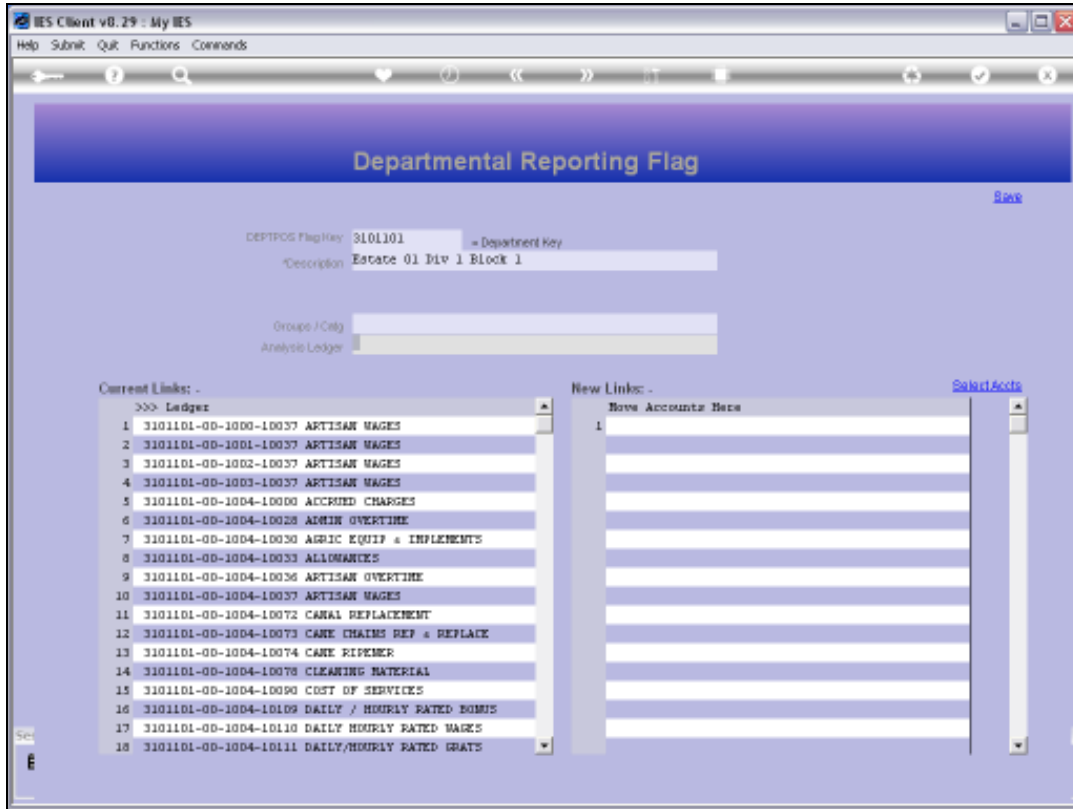 IES Client v8.29 : My IES
Help Submit Quit Functions Commands
Departmental Reporting Flag
Save
DEPTPOS Flag Key 3101101 = Department Key
*Description Estate 01 Div 1 Block 1
Groups / Cntg
Analysis Ledger
Current Links: - New Links: - Select Accts
>>> Ledger Move Accounts Here
1 3101101-00-1000-10037 ARTISAN WAGES 1
2 3101101-00-1001-10037 ARTISAN WAGES
3 3101101-00-1002-10037 ARTISAN WAGES
4 3101101-00-1003-10037 ARTISAN WAGES
5 3101101-00-1004-10000 ACCRUED CHARGES
6 3101101-00-1004-10028 ADMIN OVERTIME
7 3101101-00-1004-10030 AGRIC EQUIP & IMPLEMENTS
8 3101101-00-1004-10033 ALLOWANCES
9 3101101-00-1004-10036 ARTISAN OVERTIME
10 3101101-00-1004-10037 ARTISAN WAGES
11 3101101-00-1004-10072 CANAL REPLACEMENT
12 3101101-00-1004-10073 CANE CHAINS REP & REPLACE
13 3101101-00-1004-10074 CANE RIPENER
14 3101101-00-1004-10078 CLEANING MATERIAL
15 3101101-00-1004-10090 COST OF SERVICES
16 3101101-00-1004-10109 DAILY / HOURLY RATED BONUS
17 3101101-00-1004-10110 DAILY HOURLY RATED WAGES
18 3101101-00-1004-10111 DAILY/HOURLY RATED GRATS